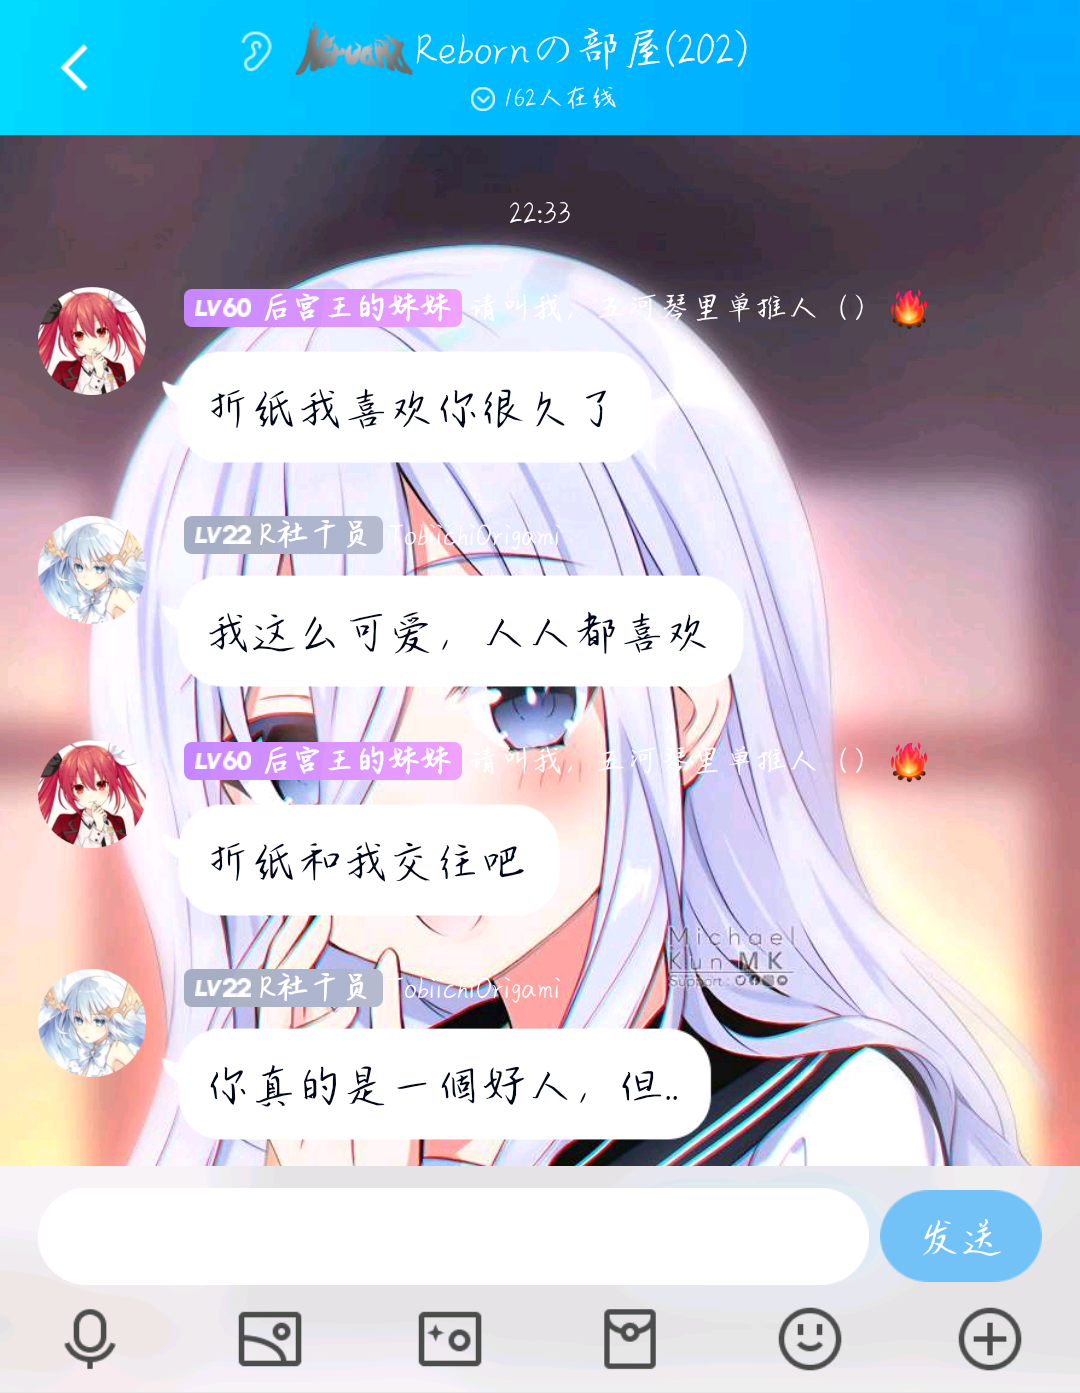 Rebornの部屋(202)
162人在线
22:33
LV60 后宫王的妹妹 请叫我，五河琴里单推人（）
折纸我喜欢你很久了
LV22 R社干员 TobiichiOrigami
我这么可爱，人人都喜欢
LV60 后宫王的妹妹 请叫我，五河琴里单推人（）
折纸和我交往吧
LV22 R社干员 TobiichiOrigami
你真的是一個好人，但..
Michael
Kun MK
Support :
发送